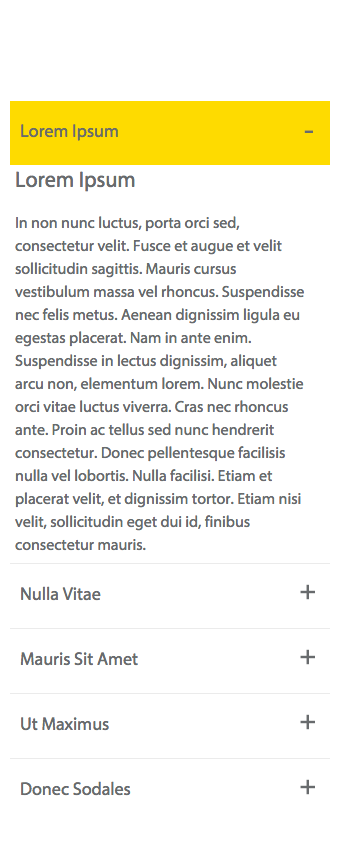 Lorem Ipsum -
Lorem Ipsum
In non nunc luctus, porta orci sed,
consectetur velit. Fusce et augue et velit
sollicitudin sagittis. Mauris cursus
vestibulum massa vel rhoncus. Suspendisse
nec felis metus. Aenean dignissim ligula eu
egestas placerat. Nam in ante enim.
Suspendisse in lectus dignissim, aliquet
arcu non, elementum lorem. Nunc molestie
orci vitae luctus viverra. Cras nec rhoncus
ante. Proin ac tellus sed nunc hendrerit
consectetur. Donec pellentesque facilisis
nulla vel lobortis. Nulla facilisi. Etiam et
placerat velit, et dignissim tortor. Etiam nisi
velit, sollicitudin eget dui id, finibus
consectetur mauris.
Nulla Vitae +
Mauris Sit Amet +
Ut Maximus +
Donec Sodales +